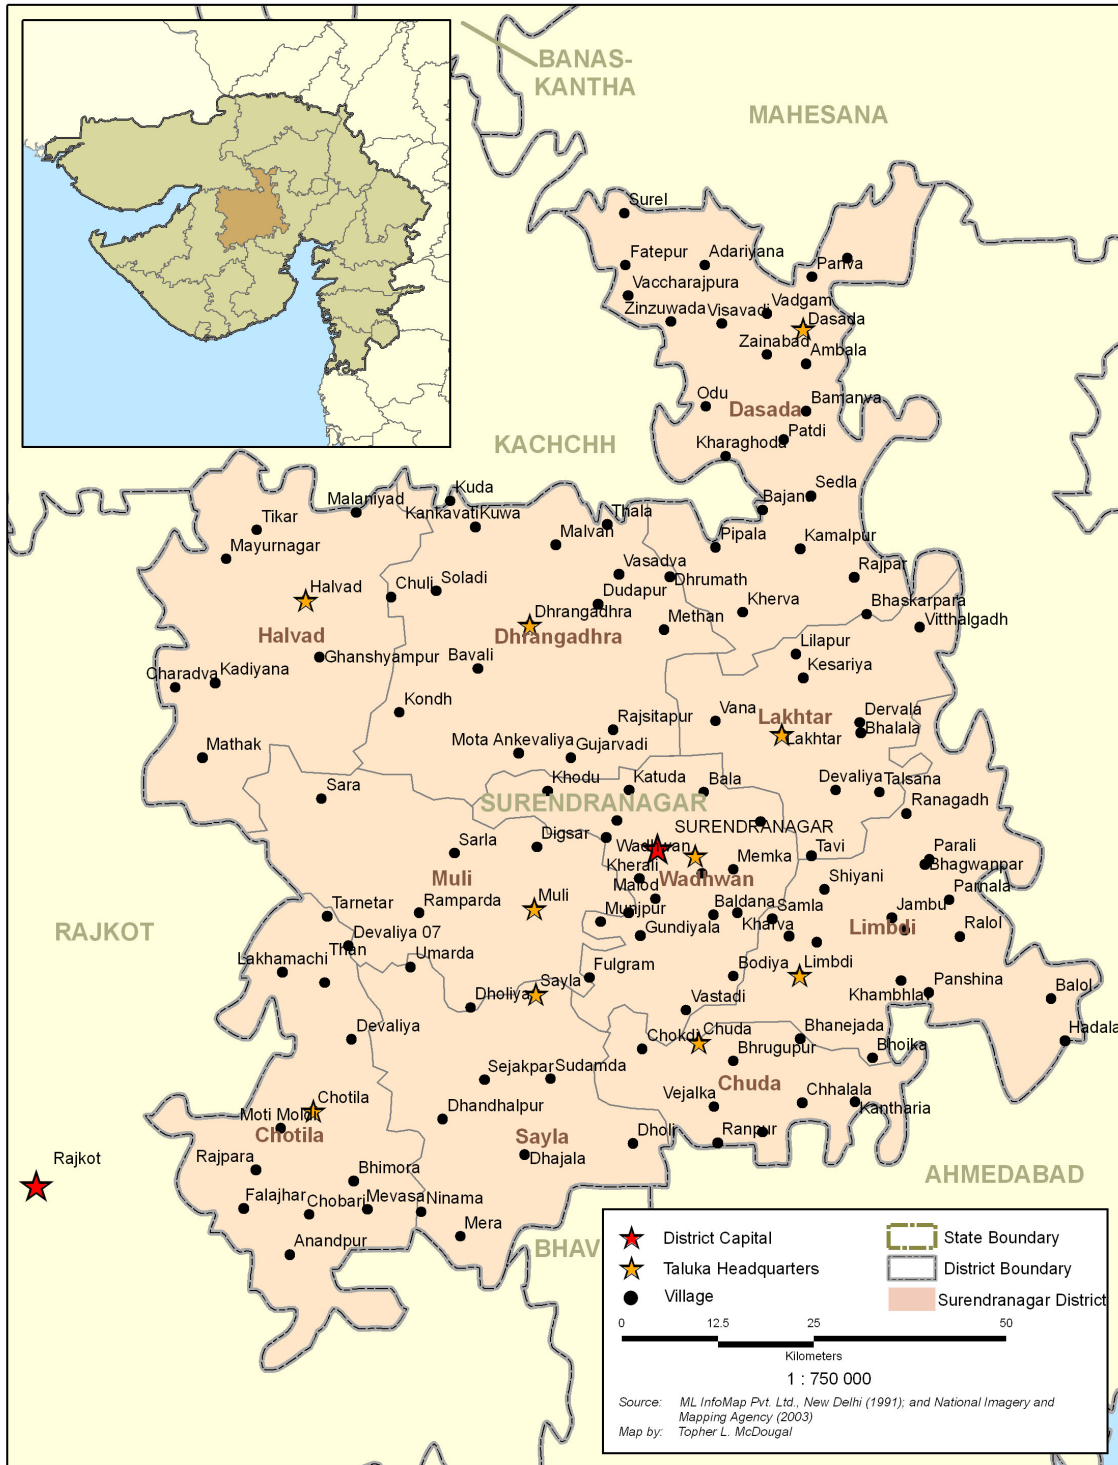 BANAS-
KANTHA
MAHESANA
Surel
Fatepur
Adariyana
Panva
Vaccharajpura
Vadgam
Zinzuwada
Visavadi
Dasada
Zainabad
Ambala
Odu
Dasada
Bamanva
KACHCHH
Patdi
Kharaghoda
Sedla
Bajana
Kuda
Malaniyad
Kankavati
Kuwa
Thala
Tikar
Malvan
Pipala
Kamalpur
Mayurnagar
Vasadva
Rajpar
Halvad
Chuli
Soladi
Dhrumath
Dudapur
Dhrangadhra
Kherva
Bhaskarpara
Methan
Vitthalgadh
Halvad
Dhrangadhra
Lilapur
Ghanshyampur
Bavali
Kesariya
Charadva
Kadiyana
Kondh
Rajsitapur
Vana
Lakhtar
Dervala
Bhalala
Lakhtar
Mathak
Mota Ankevaliya
Gujarvadi
Khodu
Katuda
Bala
Devaliya
Talsana
Sara
SURENDRANAGAR
Ranagadh
SURENDRANAGAR
Sarla
Digsar
Wadhwan
Tavi
Parali
Kherali
Memka
Bhagwanpar
Muli
Malod
Wadhwan
Shiyani
Parnala
Tarnetar
Ramparda
Muli
Munjpur
Baldana
Samla
Jambu
RAJKOT
Devaliya 07
Gundiyala
Kharva
Limbdi
Ralol
Than
Umarda
Lakhamachi
Fulgram
Bodiya
Limbdi
Sayla
Dholiya
Vastadi
Khambhla
Panshina
Balol
Devaliya
Chokdi
Chuda
Bhanejada
Hadala
Bhrugupur
Bhoika
Sejakpar
Sudamda
Chuda
Chotila
Dhandhalpur
Vejalka
Chhalala
Kantharia
Moti Moldi
Chotila
Sayla
Dholi
Ranpur
Rajkot
Rajpara
Bhimora
Dhajala
AHMEDABAD
Falajhar
Chobari
Mevasa
Ninama
Mera
Anandpur
BHAV
District Capital
State Boundary
Taluka Headquarters
District Boundary
Village
Surendranagar District
0 12.5 25 50
Kilometers
1 : 750 000
Source: ML InfoMap Pvt. Ltd., New Delhi (1991); and National Imagery and
Mapping Agency (2003)
Map by: Topher L. McDougal